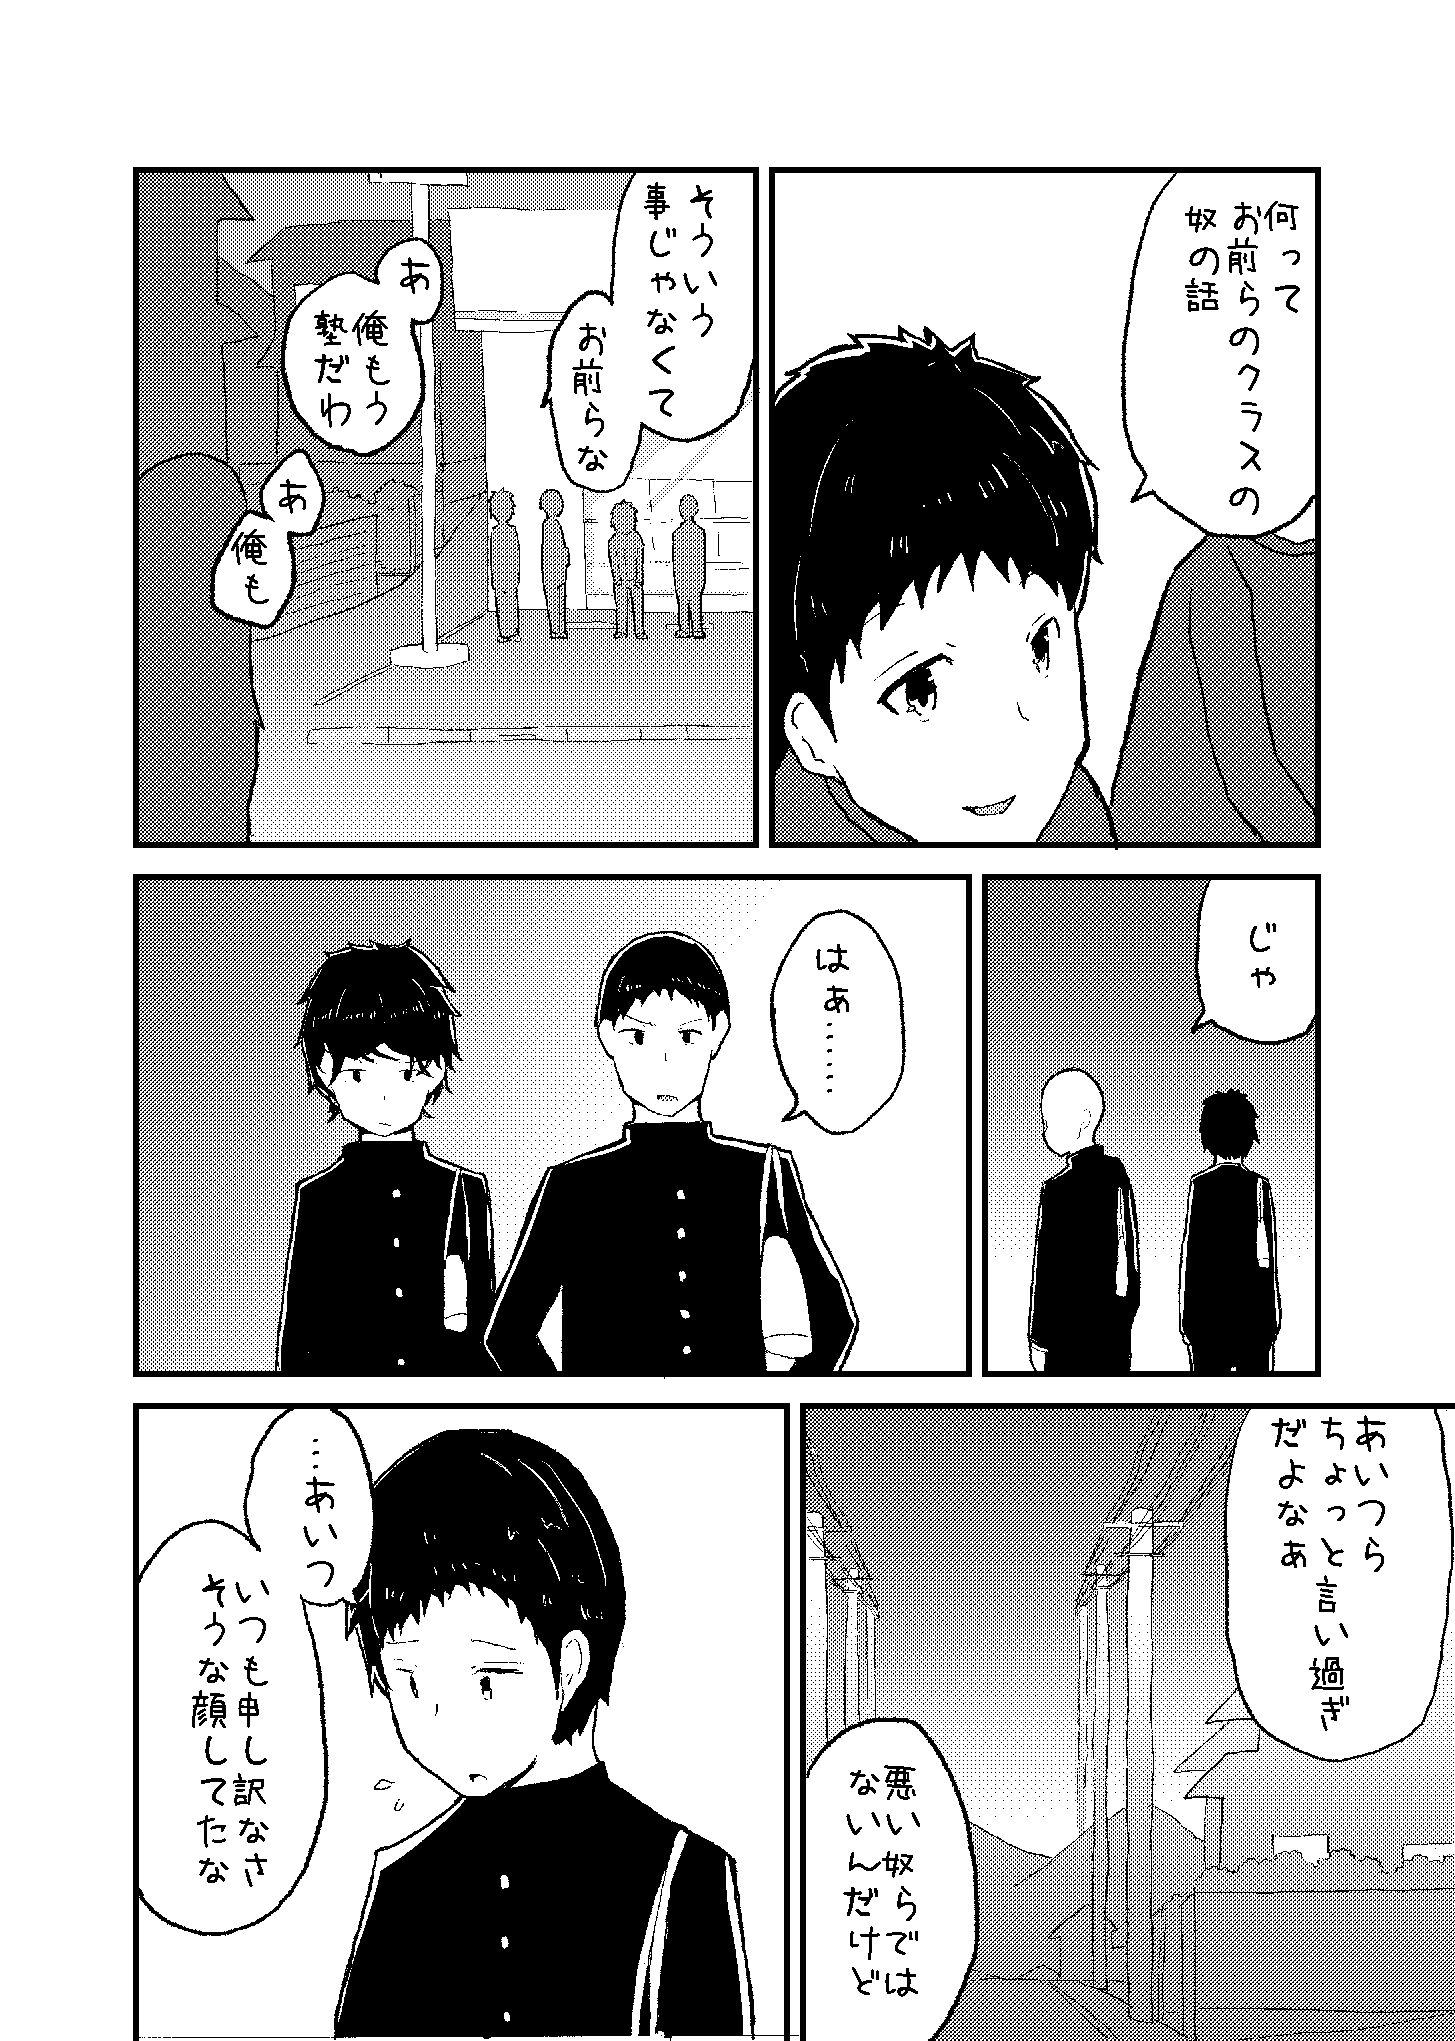 何って
お前らのクラスの
奴の話
そういう
事じゃなくて
お前らな
あ
俺もう
塾だわ
あ
俺も
じゃ
はぁ………
あいつら
ちょっと言い過ぎ
だよなぁ
悪い奴らでは
ないんだけど
…あいつ
いつも申し訳なさ
そうな顔してたな